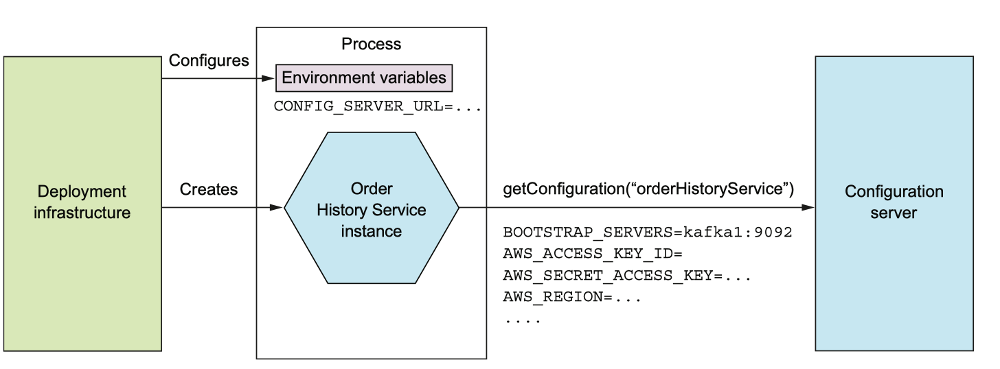 Process
Configures
Environment variables
CONFIG_SERVER_URL=...
Deployment
infrastructure
Creates
Order
History Service
instance
getConfiguration(“orderHistoryService”)
BOOTSTRAP_SERVERS=kafka1:9092
AWS_ACCESS_KEY_ID=
AWS_SECRET_ACCESS_KEY=...
AWS_REGION=...
....
Configuration
server